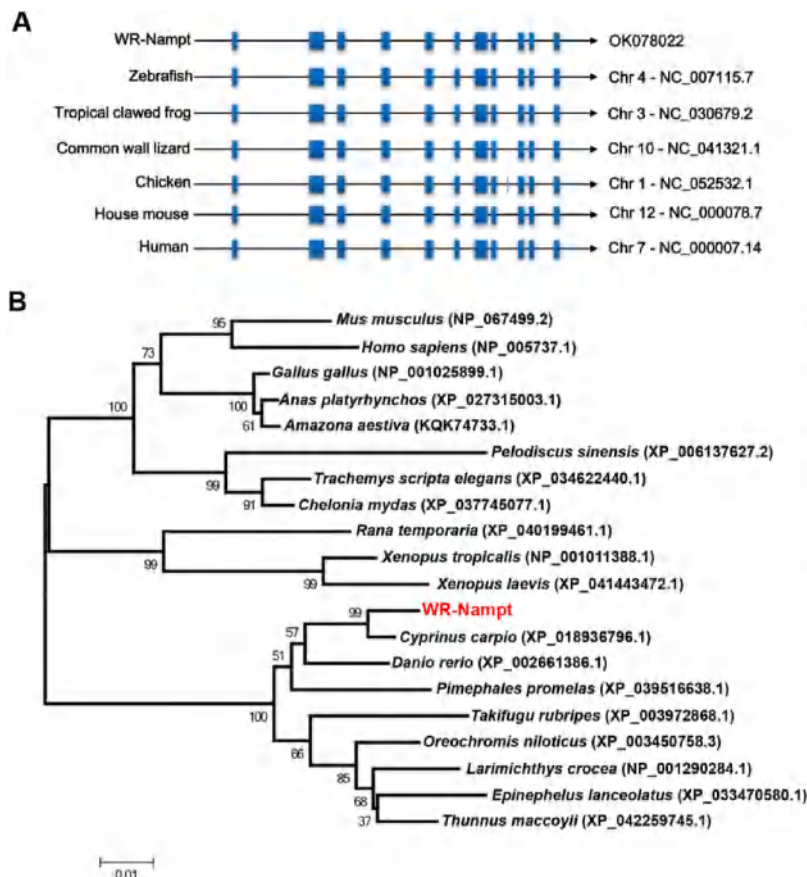 A
WR-Nampt OK078022
Zebrafish Chr 4 - NC_007115.7
Tropical clawed frog Chr 3 - NC_030679.2
Common wall lizard Chr 10 - NC_041321.1
Chicken Chr 1 - NC_052532.1
House mouse Chr 12 - NC_000078.7
Human Chr 7 - NC_000007.14
B
95 Mus musculus (NP_067499.2)
Homo sapiens (NP_005737.1)
73
Gallus gallus (NP_001025899.1)
100 Anas platyrhynchos (XP_027315003.1)
61 Amazona aestiva (KQK74733.1)
100
Pelodiscus sinensis (XP_006137627.2)
99 Trachemys scripta elegans (XP_034622440.1)
91 Chelonia mydas (XP_037745077.1)
Rana temporaria (XP_040199461.1)
99 Xenopus tropicalis (NP_001011388.1)
99 Xenopus laevis (XP_041443472.1)
99 WR-Nampt
57 Cyprinus carpio (XP_018936796.1)
51 Danio rerio (XP_002661386.1)
Pimephales promelas (XP_039516638.1)
100
Takifugu rubripes (XP_003972868.1)
66 Oreochromis niloticus (XP_003450758.3)
85 Larimichthys crocea (NP_001290284.1)
68 Epinephelus lanceolatus (XP_033470580.1)
37 Thunnus maccoyii (XP_042259745.1)
0.01